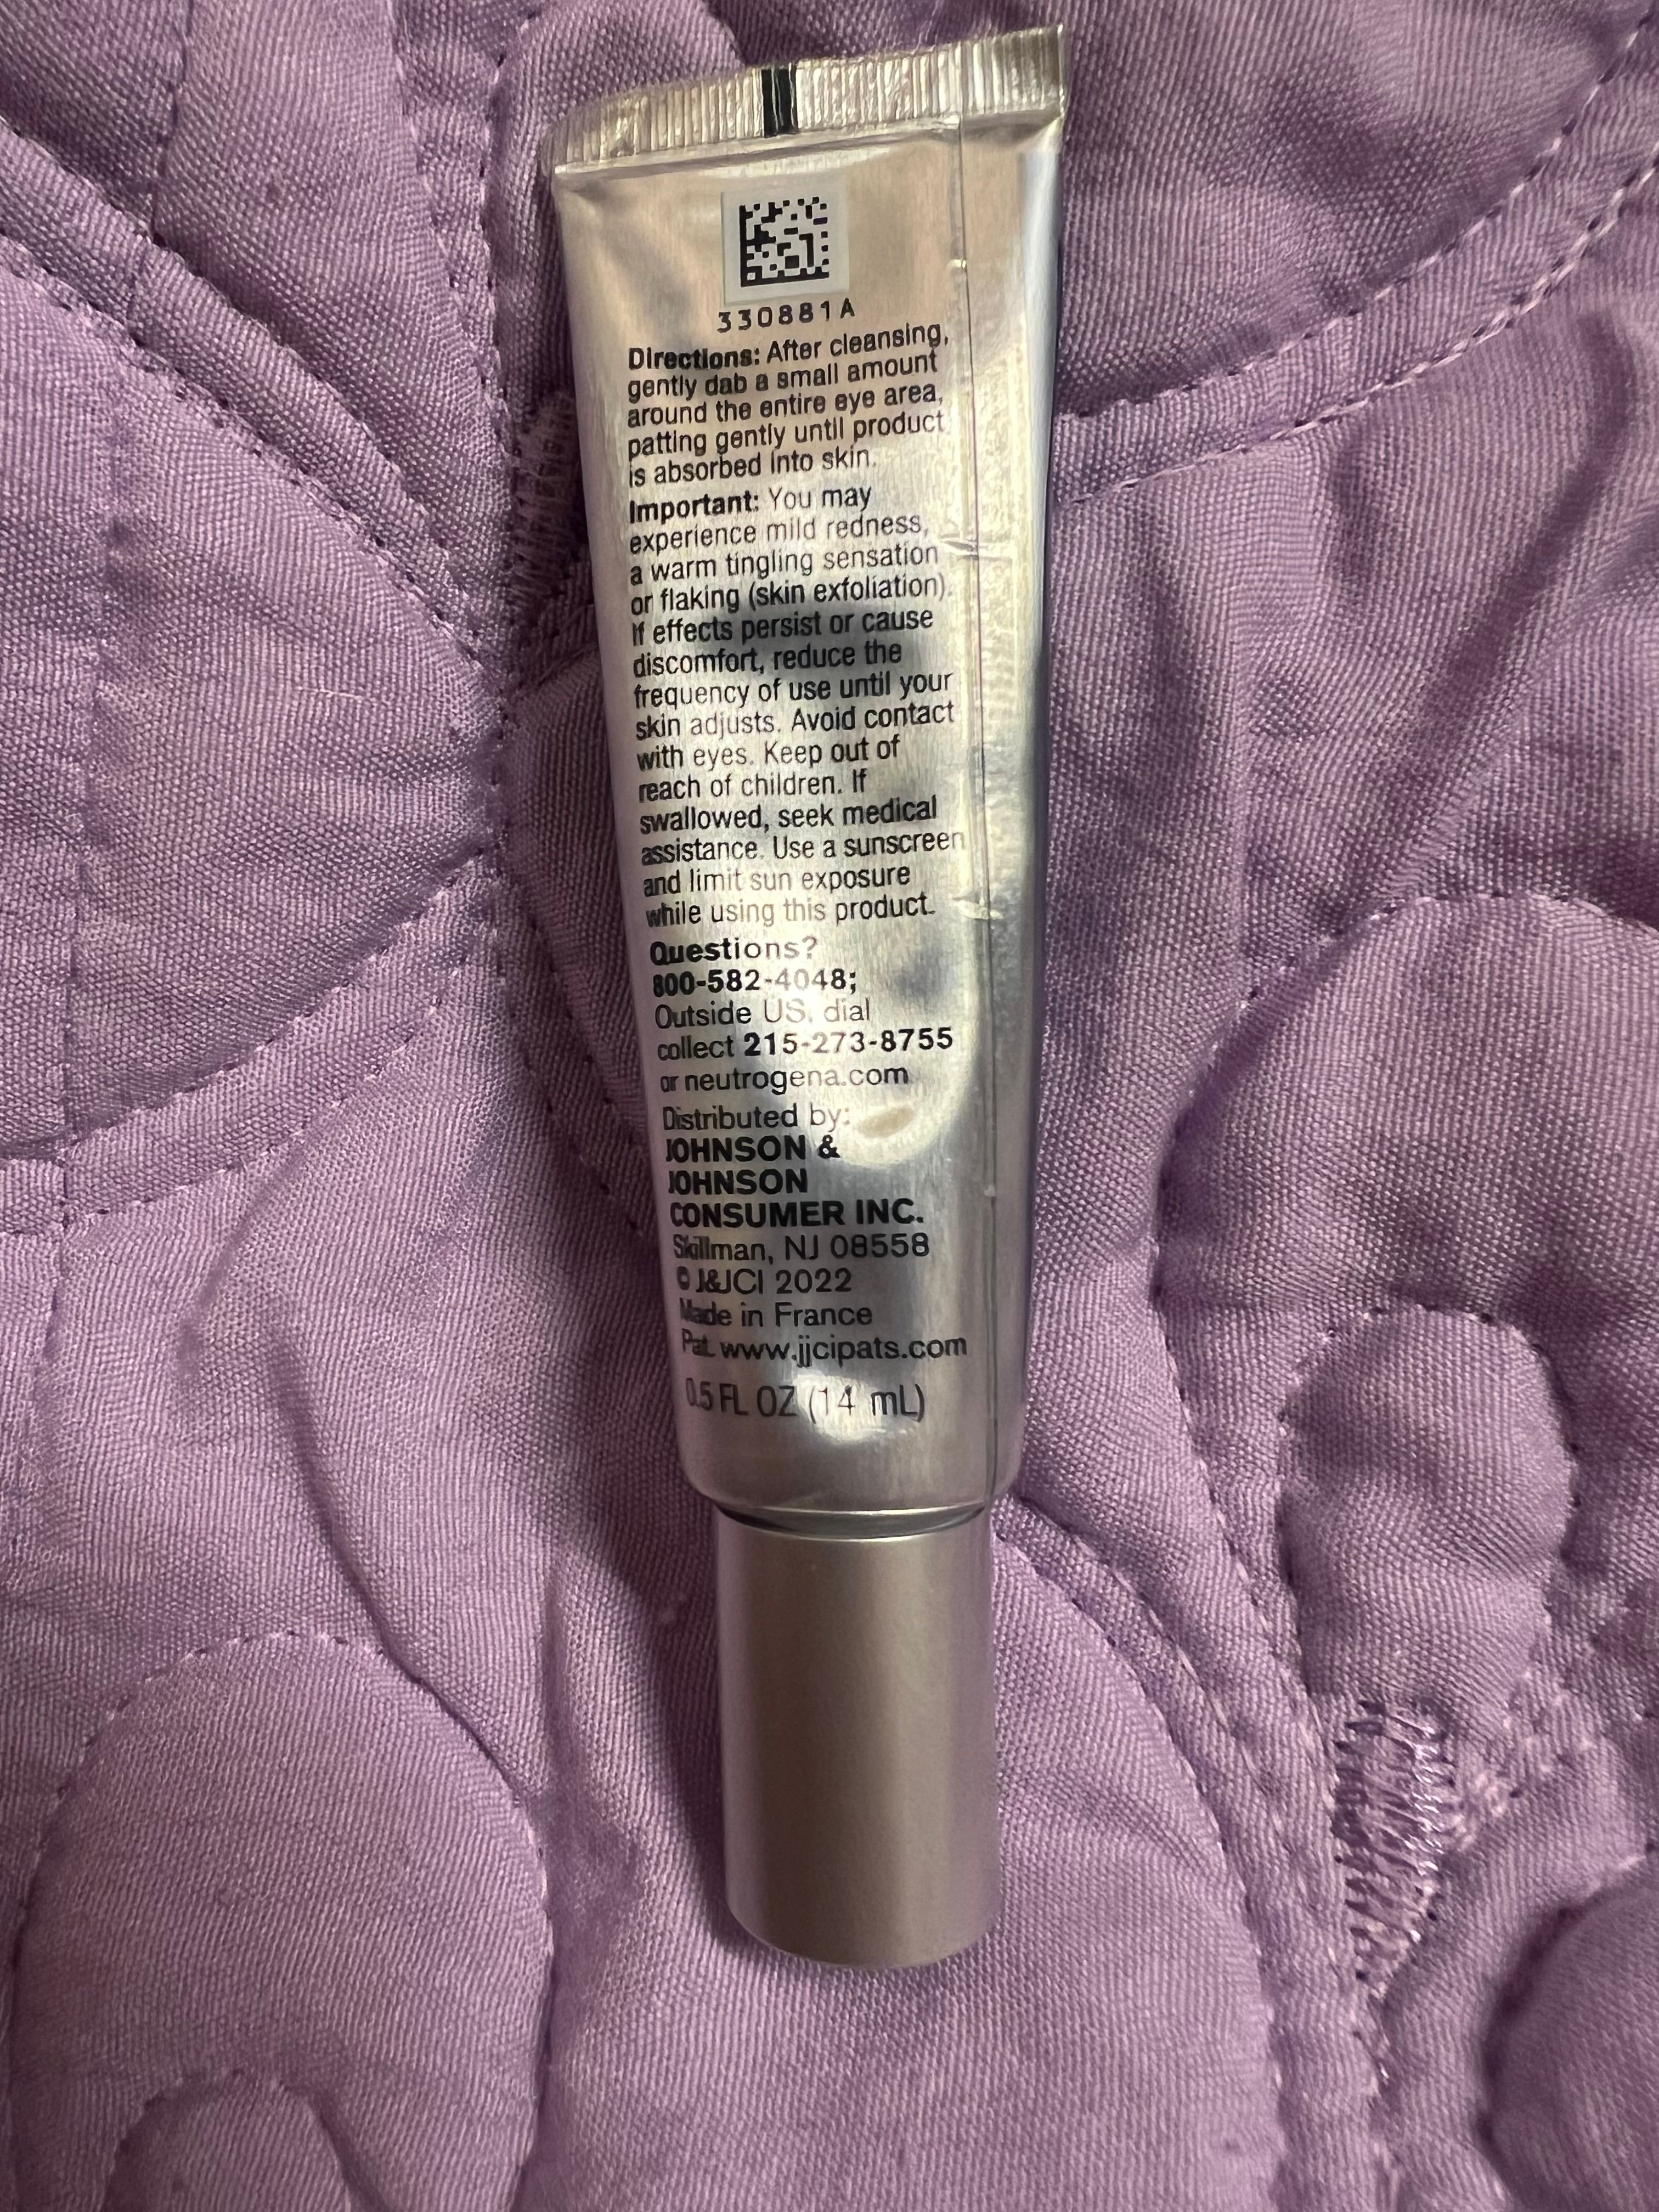 330881A
Directions: After cleansing,
gently dab a small amount
around the entire eye area,
patting gently until product
is absorbed into skin.
Important: You may
experience mild redness,
a warm tingling sensation
or flaking (skin exfoliation).
If effects persist or cause
discomfort, reduce the
frequency of use until your
skin adjusts. Avoid contact
with eyes. Keep out of
reach of children. If
swallowed, seek medical
assistance. Use a sunscreen
and limit sun exposure
while using this product.
Questions?
800-582-4048;
Outside US, dial
collect 215-273-8755
or neutrogena.com
Distributed by:
JOHNSON &
JOHNSON
CONSUMER INC.
Skillman, NJ 08558
© J&JCI 2022
Made in France
Pat. www.jjcipats.com
0.5 FL OZ (14 mL)